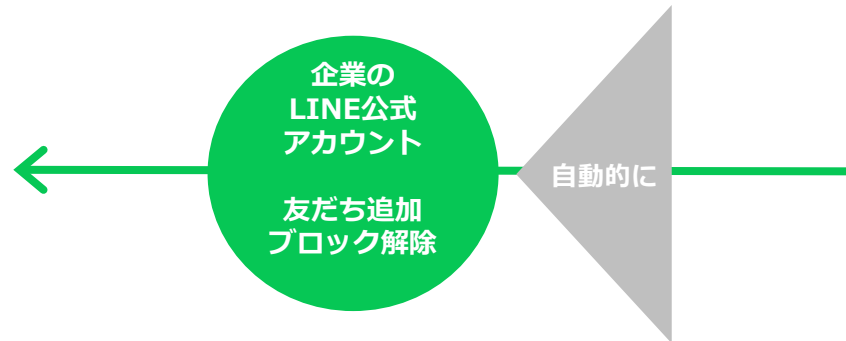 企業の
LINE公式
アカウント
友だち追加
ブロック解除
自動的に